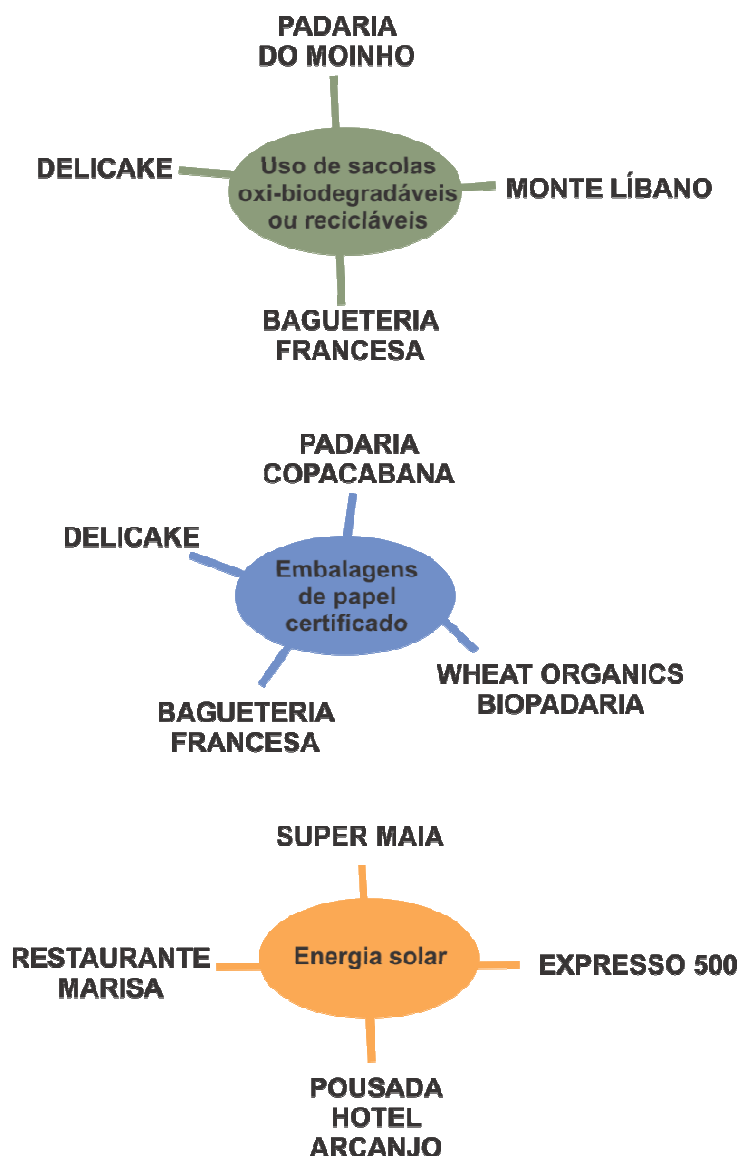 PADARIA
DO MOINHO
DELICAKE
Uso de sacolas
oxi-biodegradáveis
ou recicláveis
MONTE LÍBANO
BAGUETERIA
FRANCESA
PADARIA
COPACABANA
DELICAKE
Embalagens
de papel
certificado
WHEAT ORGANICS
BIOPADARIA
BAGUETERIA
FRANCESA
SUPER MAIA
RESTAURANTE
MARISA
Energia solar
EXPRESSO 500
POUSADA
HOTEL
ARCANJO